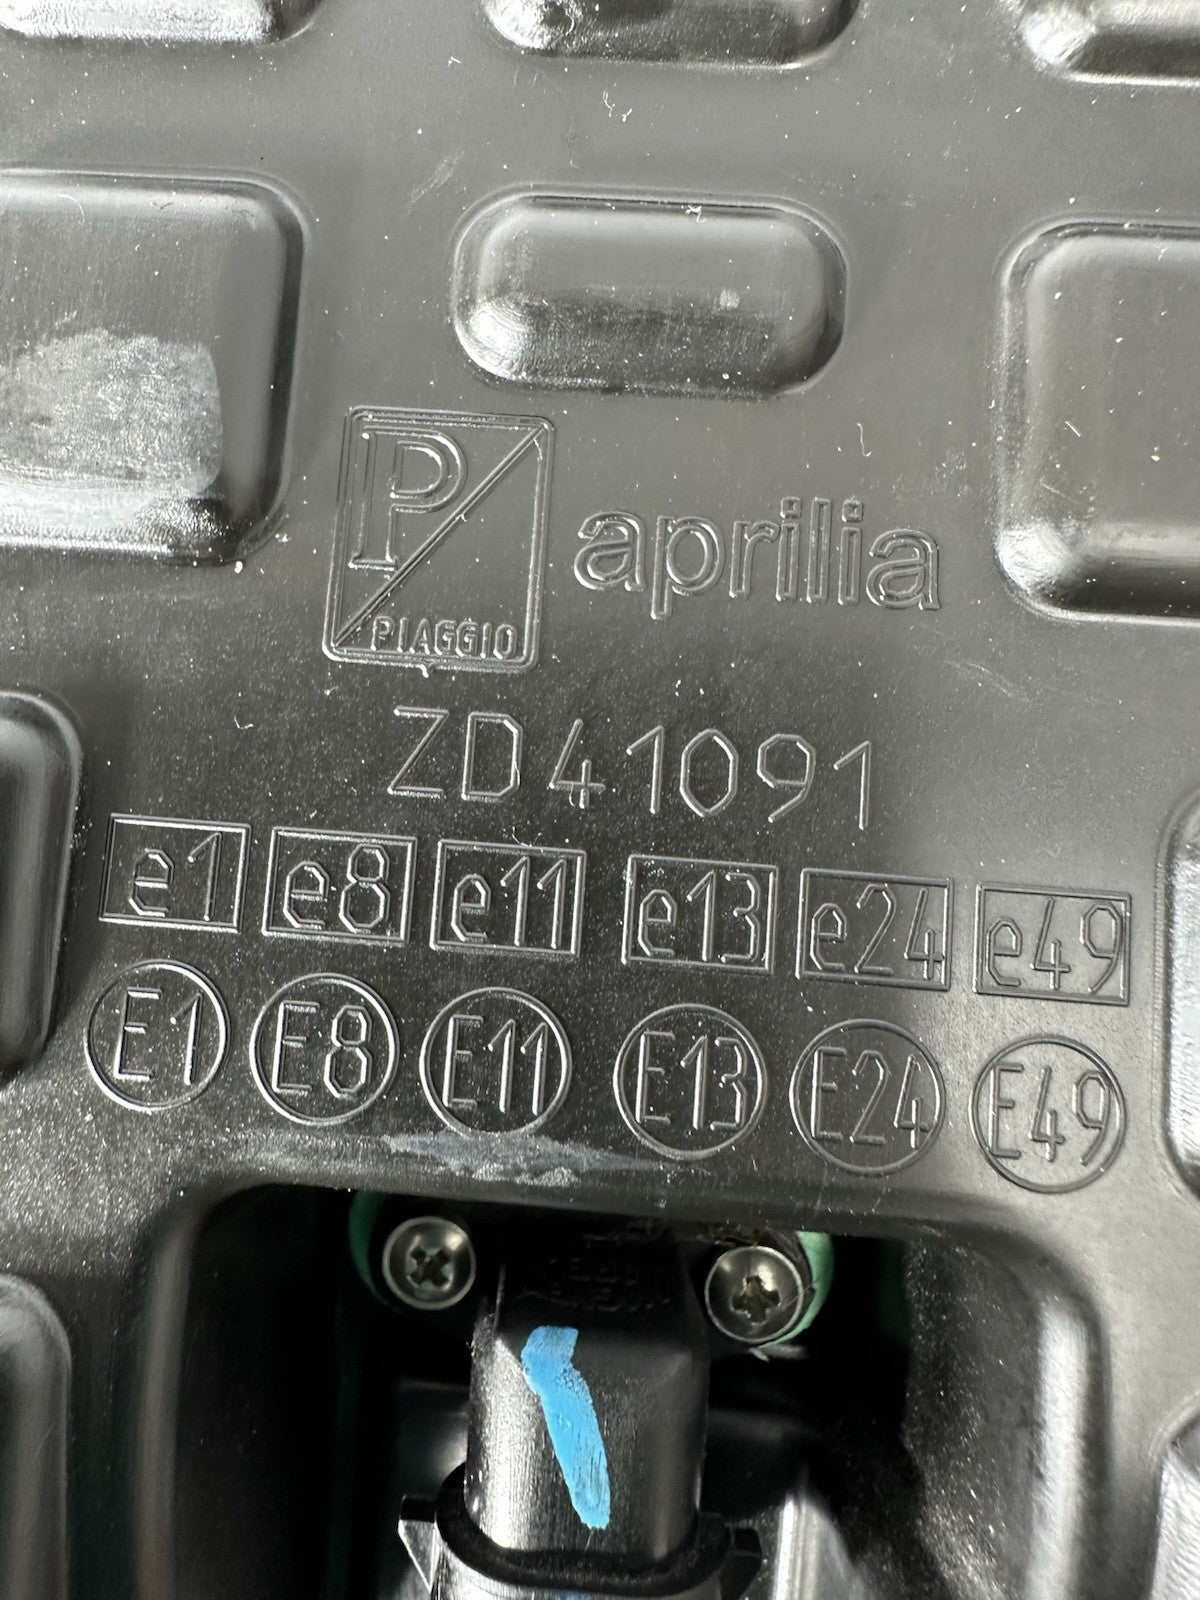 P
PIAGGIO
aprilia
ZD41091
e1 e8 e11 e13 e24 e49
E1 E8 E11 E13 E24 E49